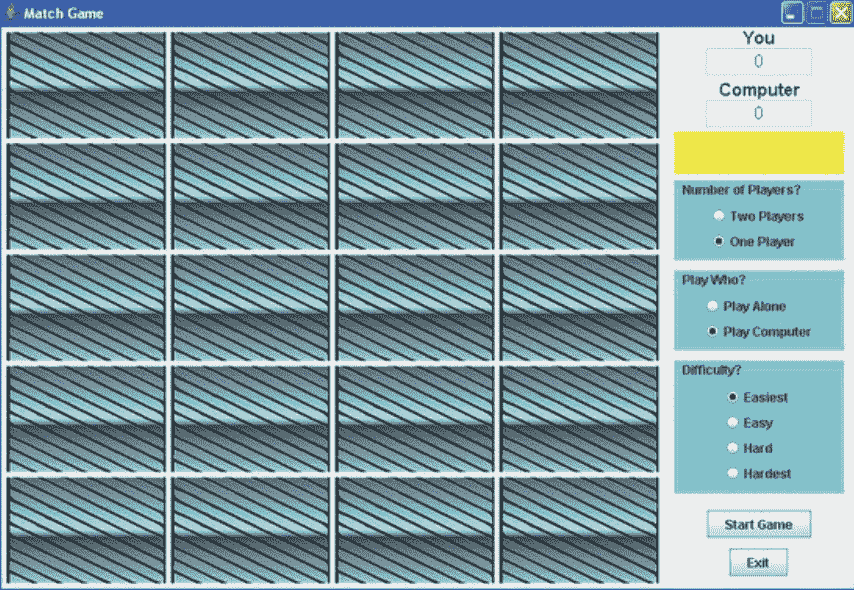 Match Game
You
0
Computer
0
Number of Players?
Two Players
One Player
Play Who?
Play Alone
Play Computer
Difficulty?
Easiest
Easy
Hard
Hardest
Start Game
Exit